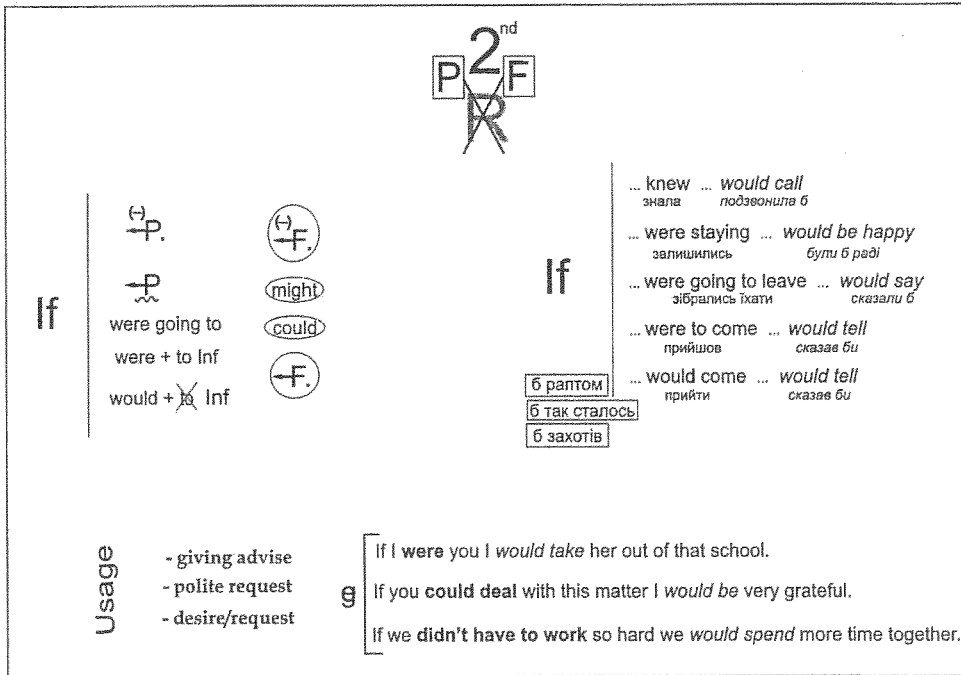 2nd
P F
R
If
(-)
P.
(-)
F.
P
might
were going to
could
were + to Inf
F.
would + to Inf
If
... knew ... would call
знала подзвонила б
... were staying ... would be happy
залишились були б раді
... were going to leave ... would say
зібрались їхати сказали б
... were to come ... would tell
прийшов сказав би
б раптом
... would come ... would tell
прийти сказав би
б так сталось
б захотів
Usage
- giving advise
- polite request
- desire/request
If I were you I would take her out of that school.
If you could deal with this matter I would be very grateful.
If we didn't have to work so hard we would spend more time together.